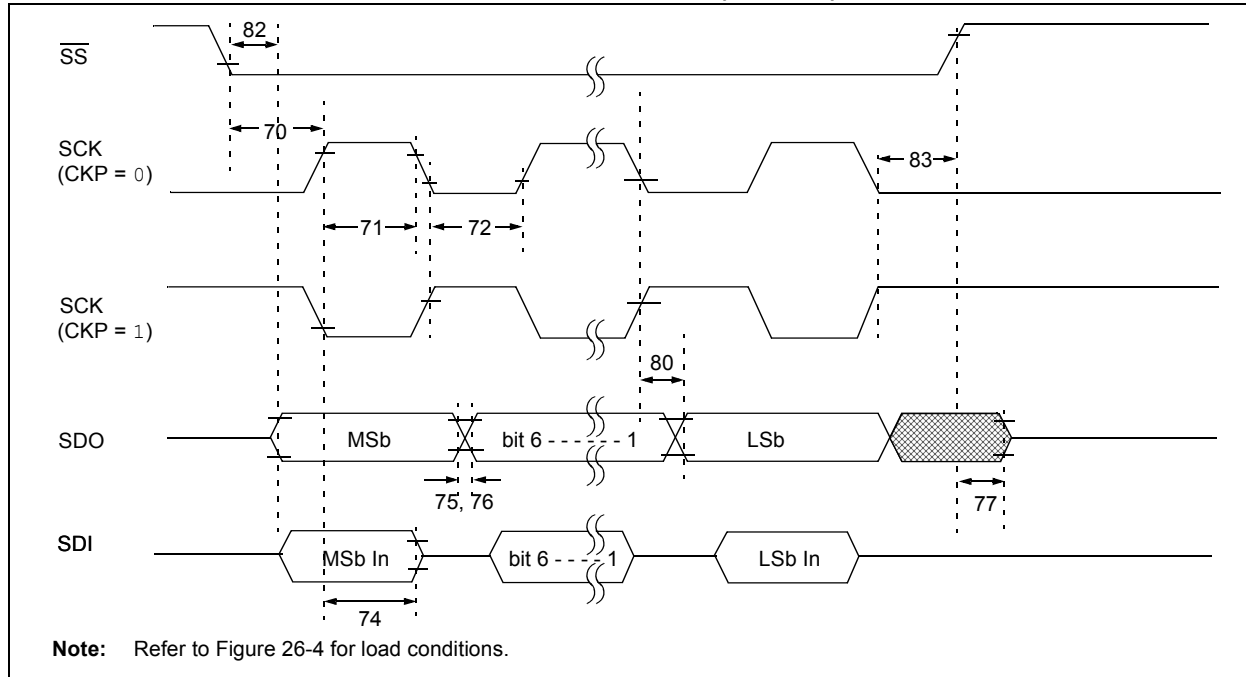 82
SS
70
SCK
(CKP = 0)
83
71
72
SCK
(CKP = 1)
80
SDO
MSb
bit 6 - - - - - - 1
LSb
75, 76
77
SDI
MSb In
bit 6 - - - - 1
LSb In
74
Note: Refer to Figure 26-4 for load conditions.